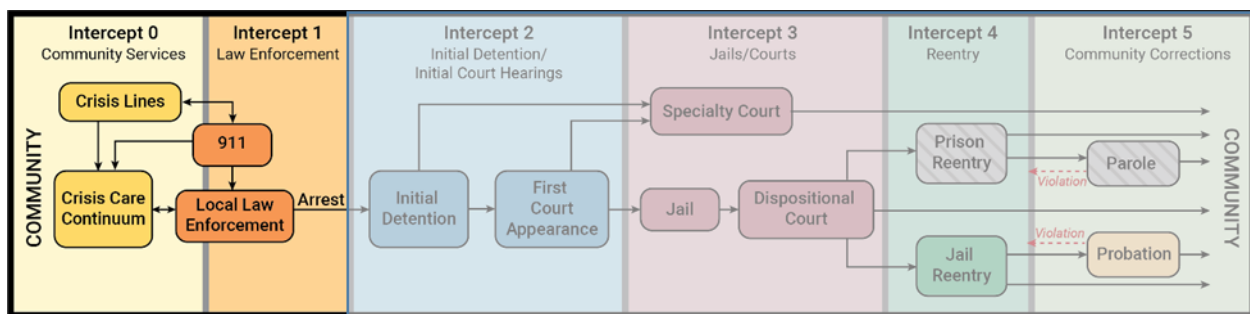 Intercept 0
Community Services
Intercept 1
Law Enforcement
Intercept 2
Initial Detention/
Initial Court Hearings
Intercept 3
Jails/Courts
Intercept 4
Reentry
Intercept 5
Community Corrections
COMMUNITY
Crisis Lines
911
Crisis Care
Continuum
Local Law
Enforcement
Arrest
Initial
Detention
First
Court
Appearance
Specialty Court
Jail
Dispositional
Court
Prison
Reentry
Parole
Violation
Violation
Jail
Reentry
Probation
COMMUNITY